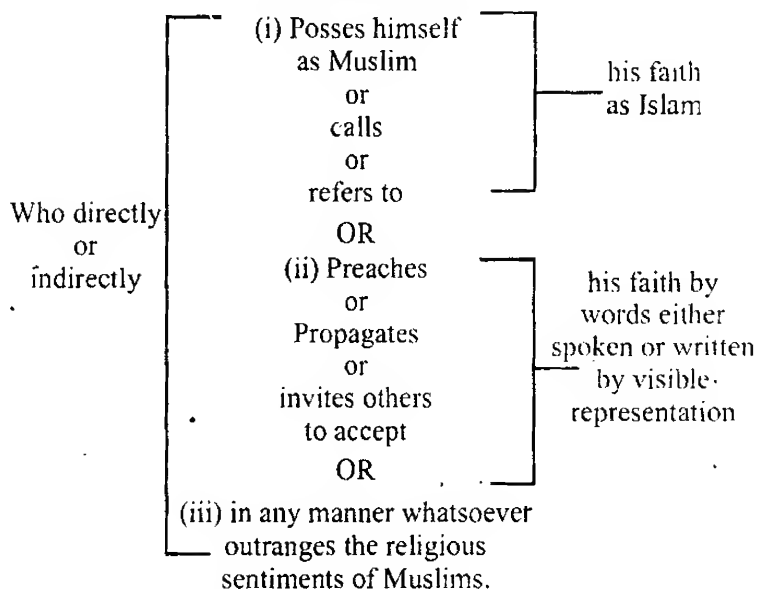 Who directly
or
indirectly
(i) Posses himself
as Muslim
or
calls
or
refers to
his faith
as Islam
OR
(ii) Preaches
or
Propagates
or
invites others
to accept
his faith by
words either
spoken or written
by visible
representation
OR
(iii) in any manner whatsoever
outranges the religious
sentiments of Muslims.